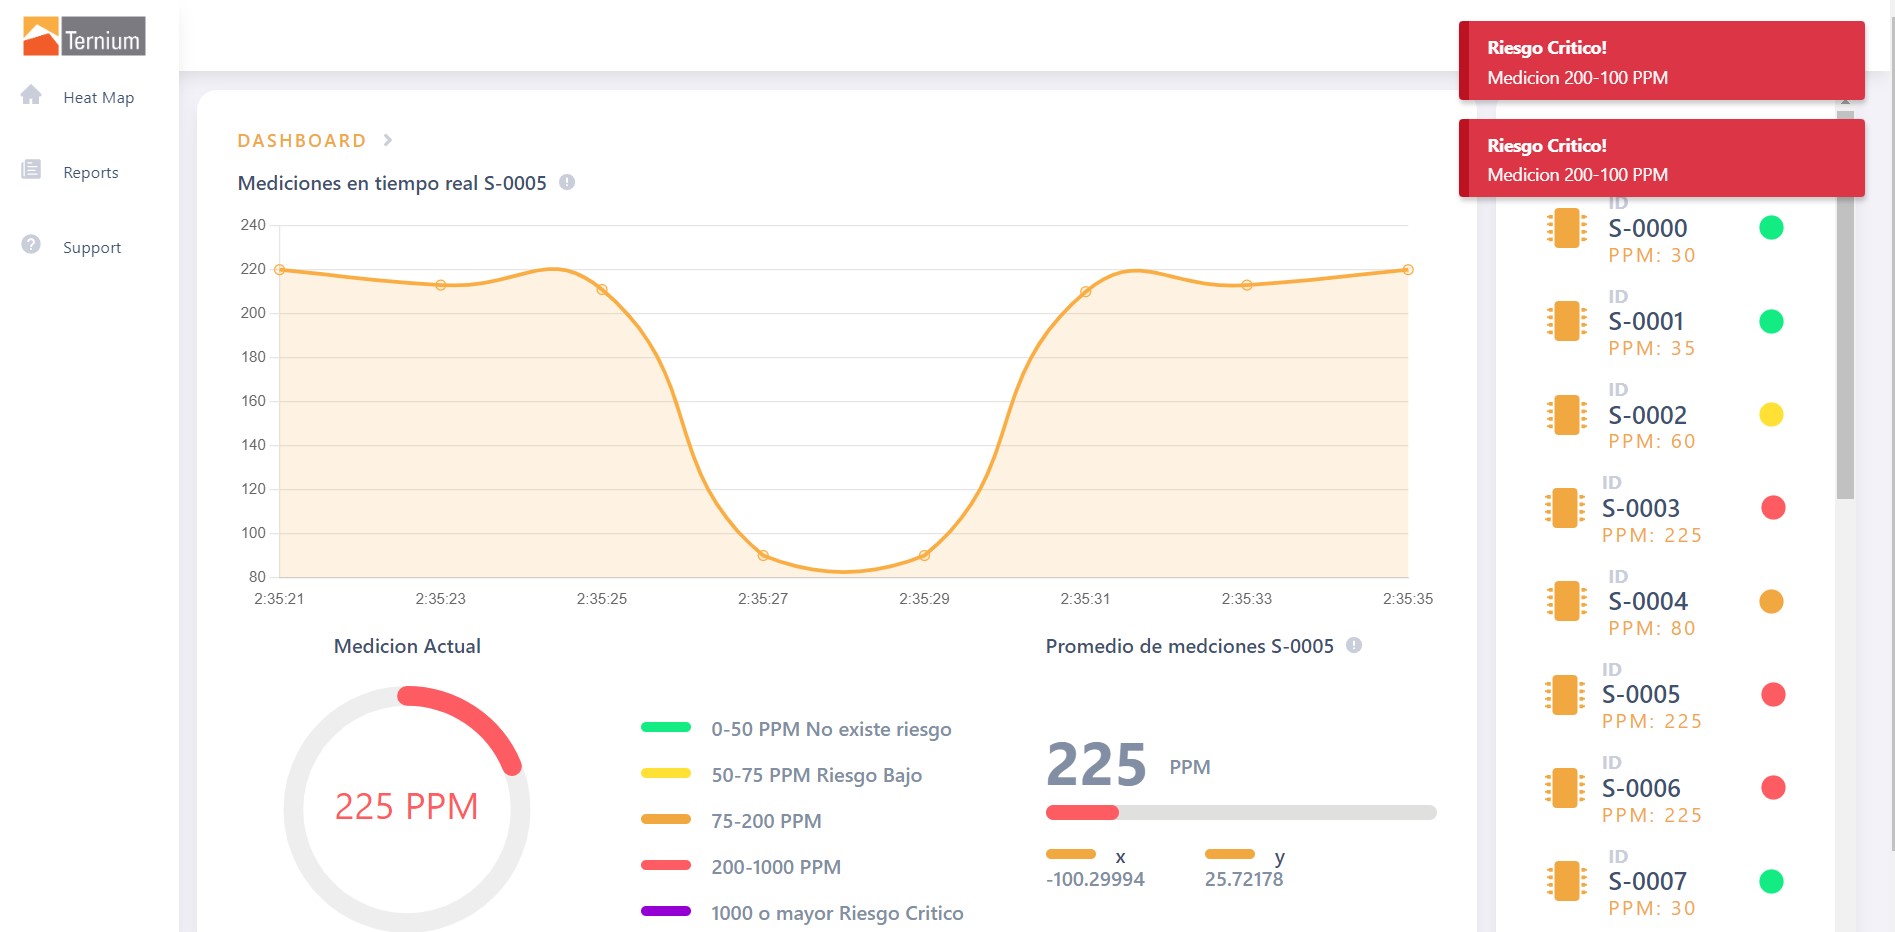 Ternium
Heat Map
Reports
Support
Riesgo Critico!
Medicion 200-100 PPM
Riesgo Critico!
Medicion 200-100 PPM
DASHBOARD
Mediciones en tiempo real S-0005
240
220
200
180
160
140
120
100
80
2:35:21 2:35:23 2:35:25 2:35:27 2:35:29 2:35:31 2:35:33 2:35:35
Medicion Actual
225 PPM
0-50 PPM No existe riesgo
50-75 PPM Riesgo Bajo
75-200 PPM
200-1000 PPM
1000 o mayor Riesgo Critico
Promedio de medciones S-0005
225 PPM
x y
-100.29994 25.72178
ID
S-0000
PPM: 30
ID
S-0001
PPM: 35
ID
S-0002
PPM: 60
ID
S-0003
PPM: 225
ID
S-0004
PPM: 80
ID
S-0005
PPM: 225
ID
S-0006
PPM: 225
ID
S-0007
PPM: 30